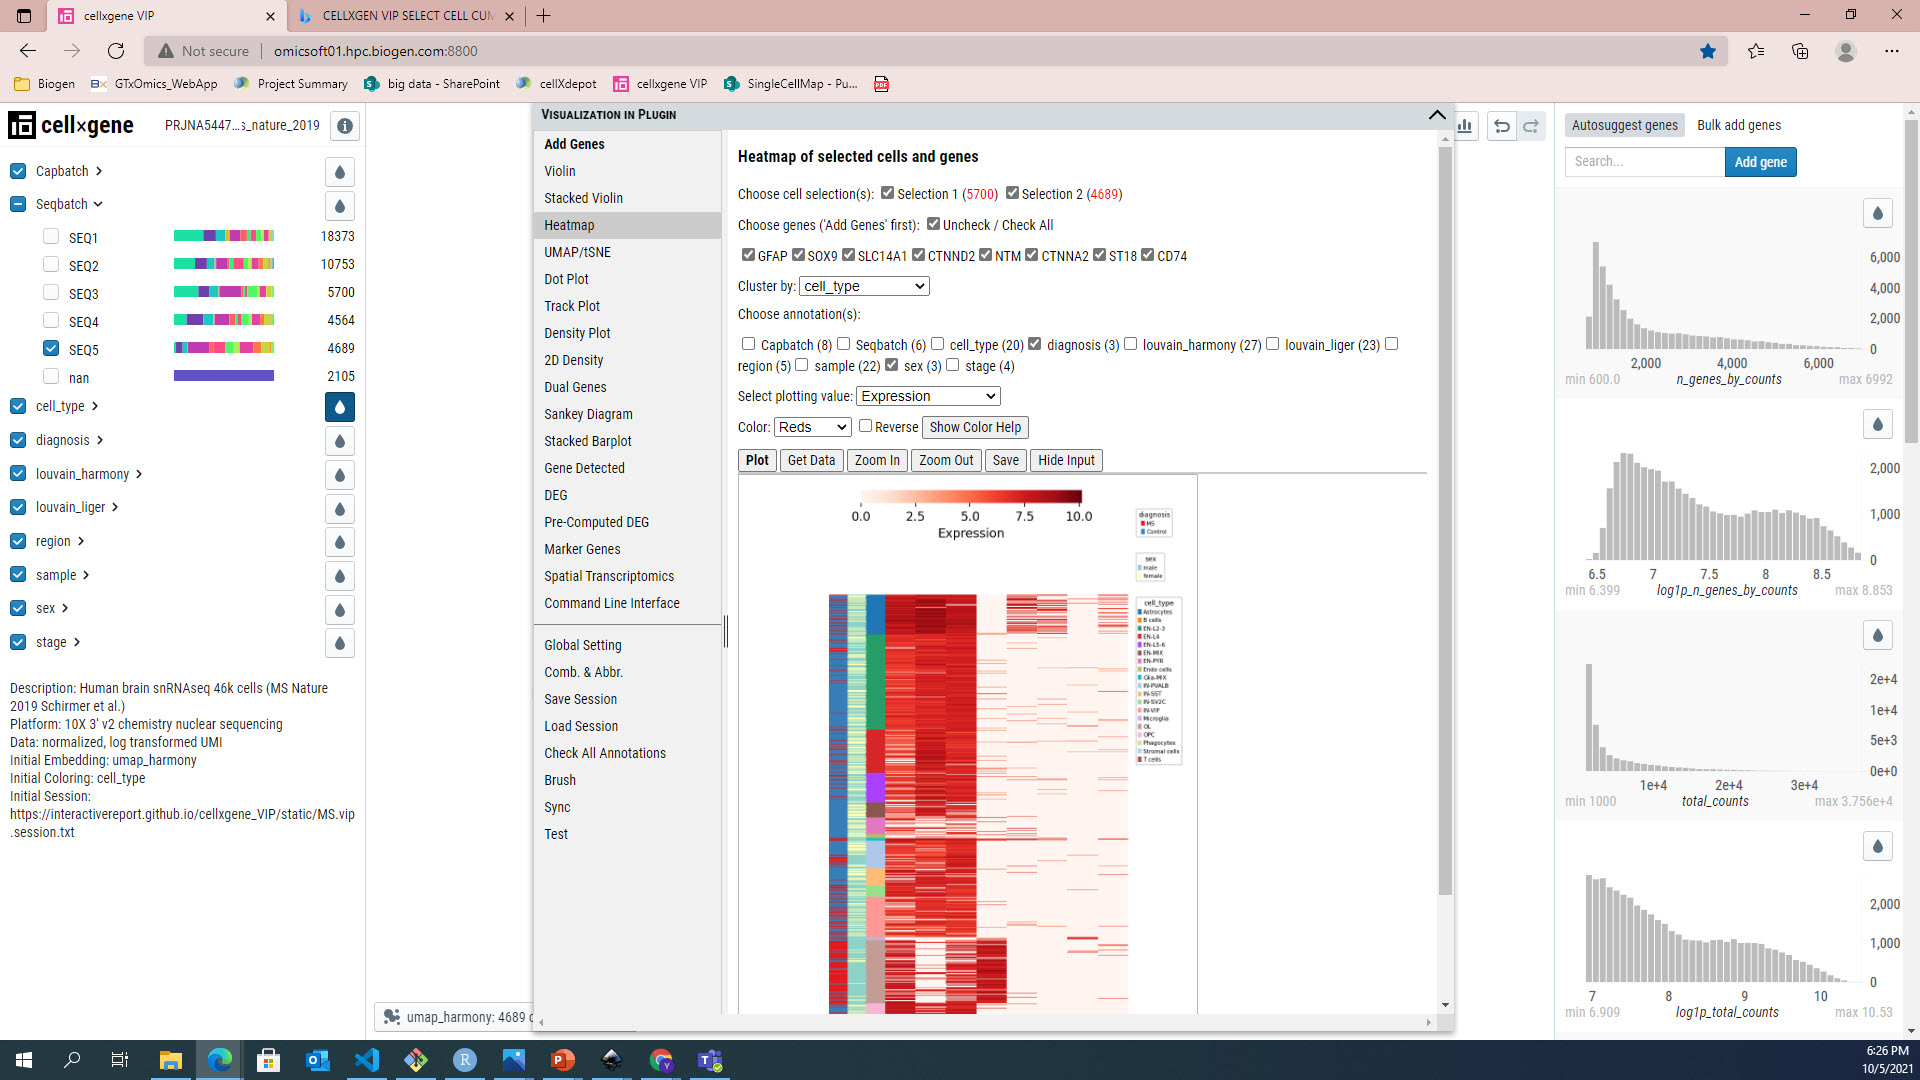 cellxgene VIP
CELLXGEN VIP SELECT CELL CUM
Not secure
omicsoft01.hpc.biogen.com:8800
Biogen
GTxOmics_WebApp
Project Summary
big data - SharePoint
cellXdepot
cellxgene VIP
SingleCellMap - Pu...
cell×gene
PRJNA5447...s_nature_2019
Capbatch
Seqbatch
SEQ1 18373
SEQ2 10753
SEQ3 5700
SEQ4 4564
SEQ5 4689
nan 2105
cell_type
diagnosis
louvain_harmony
louvain_liger
region
sample
sex
stage
Description: Human brain snRNAseq 46k cells (MS Nature
2019 Schirmer et al.)
Platform: 10X 3' v2 chemistry nuclear sequencing
Data: normalized, log transformed UMI
Initial Embedding: umap_harmony
Initial Coloring: cell_type
Initial Session:
https://interactivereport.github.io/cellxgene_VIP/static/MS.vip
.session.txt
umap_harmony: 4689
Visualization in Plugin
Add Genes
Violin
Stacked Violin
Heatmap
UMAP/tSNE
Dot Plot
Track Plot
Density Plot
2D Density
Dual Genes
Sankey Diagram
Stacked Barplot
Gene Detected
DEG
Pre-Computed DEG
Marker Genes
Spatial Transcriptomics
Command Line Interface
Global Setting
Comb. & Abbr.
Save Session
Load Session
Check All Annotations
Brush
Sync
Test
Heatmap of selected cells and genes
Choose cell selection(s): Selection 1 (5700) Selection 2 (4689)
Choose genes ('Add Genes' first): Uncheck / Check All
GFAP SOX9 SLC14A1 CTNND2 NTM CTNNA2 ST18 CD74
Cluster by: cell_type
Choose annotation(s):
Capbatch (8) Seqbatch (6) cell_type (20) diagnosis (3) louvain_harmony (27) louvain_liger (23)
region (5) sample (22) sex (3) stage (4)
Select plotting value: Expression
Color: Reds Reverse Show Color Help
Plot Get Data Zoom In Zoom Out Save Hide Input
0.0 2.5 5.0 7.5 10.0
Expression
diagnosis
MS
Control
sex
male
female
cell_type
Astrocytes
B cells
EN-L2-3
EN-L4
EN-L5-6
EN-MIX
EN-PYR
Endo cells
Glia-MIX
IN-PVALB
IN-SST
IN-SV2C
IN-VIP
Microglia
OL
OPC
Phagocytes
Stromal cells
T cells
Autosuggest genes Bulk add genes
Search... Add gene
6,000
4,000
2,000
0
2,000 4,000 6,000
min 600.0 n_genes_by_counts max 6992
2,000
1,000
0
6.5 7 7.5 8 8.5
min 6.399 log1p_n_genes_by_counts max 8.853
2e+4
1e+4
5e+3
0e+0
1e+4 2e+4 3e+4
min 1000 total_counts max 3.756e+4
2,000
1,000
0
7 8 9 10
min 6.909 log1p_total_counts max 10.53
6:26 PM
10/5/2021